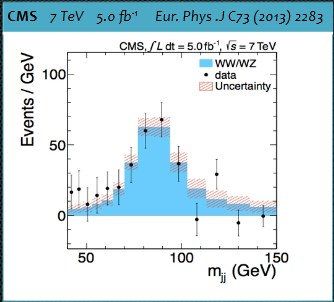 CMS 7 TeV 5.0 fb⁻¹ Eur. Phys .J C73 (2013) 2283
CMS, ∫L dt = 5.0 fb⁻¹, √s = 7 TeV
WW/WZ
data
Uncertainty
Events / GeV
100
50
0
50 100 150
m_jj (GeV)